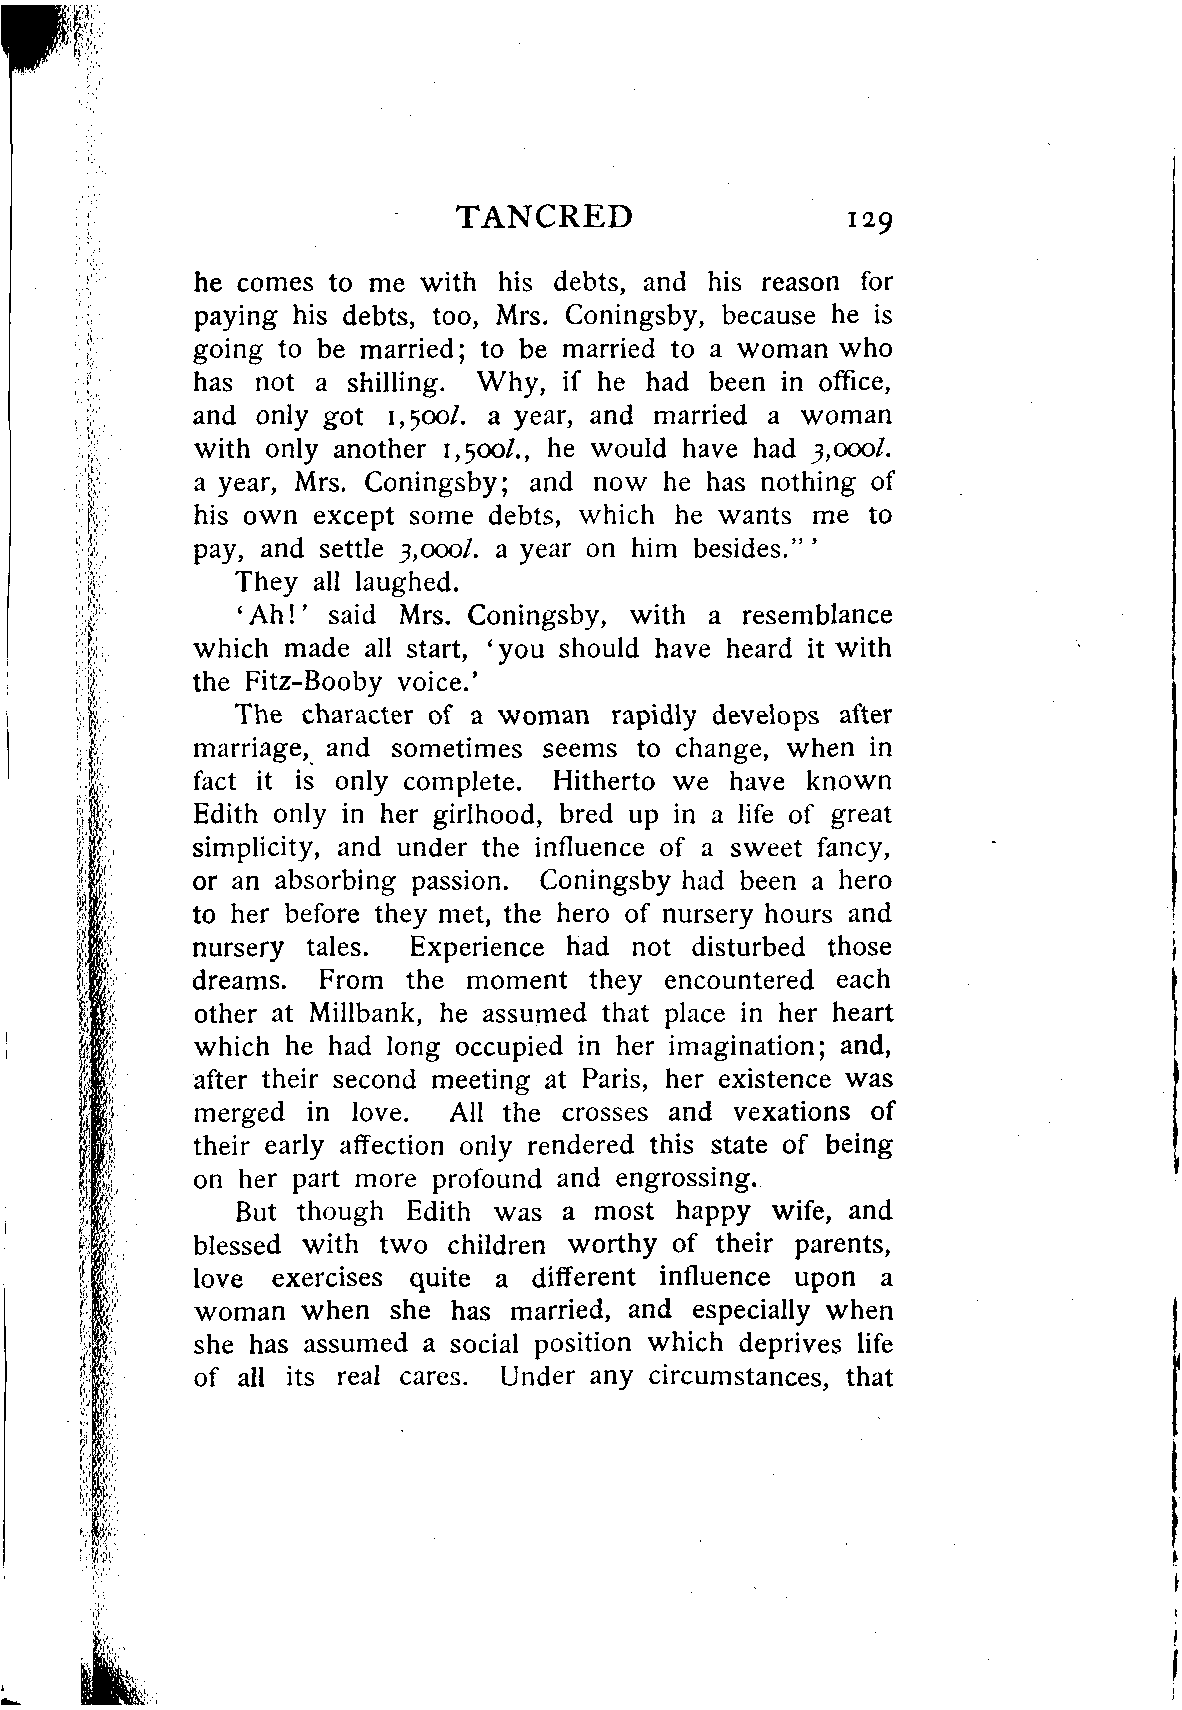 TANCRED 129
he comes to me with his debts, and his reason for
paying his debts, too, Mrs. Coningsby, because he is
going to be married; to be married to a woman who
has not a shilling. Why, if he had been in office,
and only got 1,500l. a year, and married a woman
with only another 1,500l., he would have had 3,000l.
a year, Mrs. Coningsby; and now he has nothing of
his own except some debts, which he wants me to
pay, and settle 3,000l. a year on him besides.” ’
They all laughed.
‘Ah!’ said Mrs. Coningsby, with a resemblance
which made all start, ‘you should have heard it with
the Fitz-Booby voice.’
The character of a woman rapidly develops after
marriage, and sometimes seems to change, when in
fact it is only complete. Hitherto we have known
Edith only in her girlhood, bred up in a life of great
simplicity, and under the influence of a sweet fancy,
or an absorbing passion. Coningsby had been a hero
to her before they met, the hero of nursery hours and
nursery tales. Experience had not disturbed those
dreams. From the moment they encountered each
other at Millbank, he assumed that place in her heart
which he had long occupied in her imagination; and,
after their second meeting at Paris, her existence was
merged in love. All the crosses and vexations of
their early affection only rendered this state of being
on her part more profound and engrossing.
But though Edith was a most happy wife, and
blessed with two children worthy of their parents,
love exercises quite a different influence upon a
woman when she has married, and especially when
she has assumed a social position which deprives life
of all its real cares. Under any circumstances, that